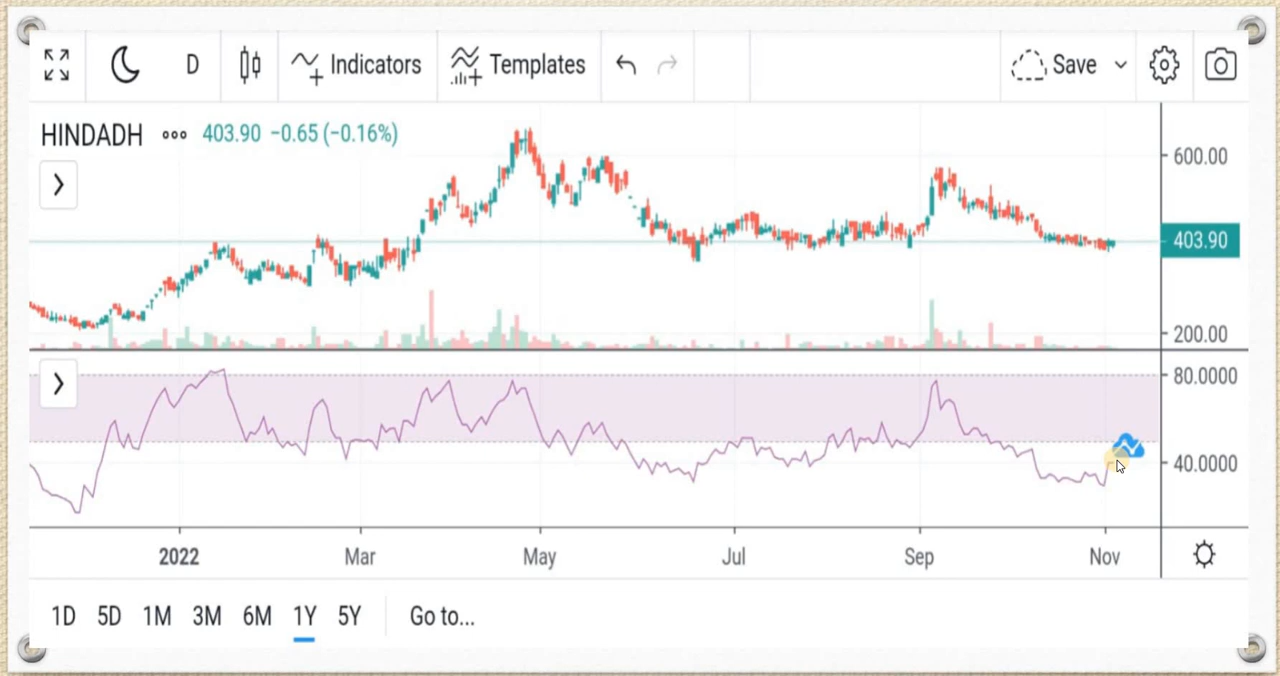 D Indicators Templates Save
HINDADH 403.90 −0.65 (−0.16%)
600.00
403.90
200.00
80.0000
40.0000
2022 Mar May Jul Sep Nov
1D 5D 1M 3M 6M 1Y 5Y Go to...